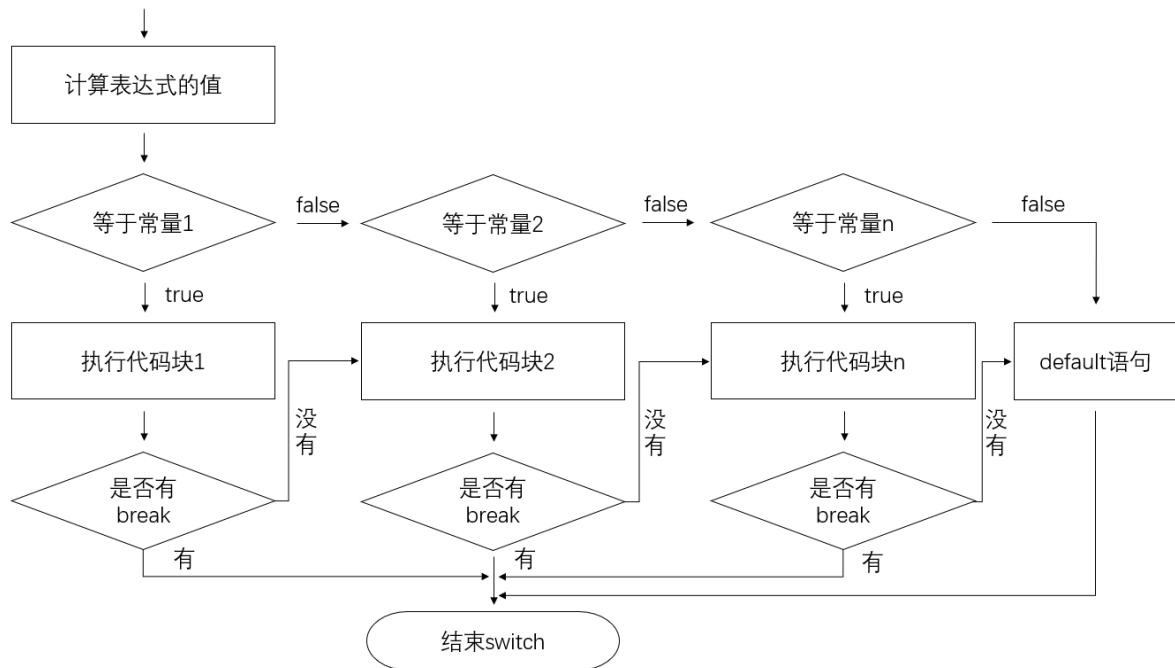 计算表达式的值
等于常量1
false
等于常量2
false
等于常量n
false
true
true
true
执行代码块1
执行代码块2
执行代码块n
default语句
没
有
没
有
没
有
是否有
break
是否有
break
是否有
break
有
有
有
结束switch